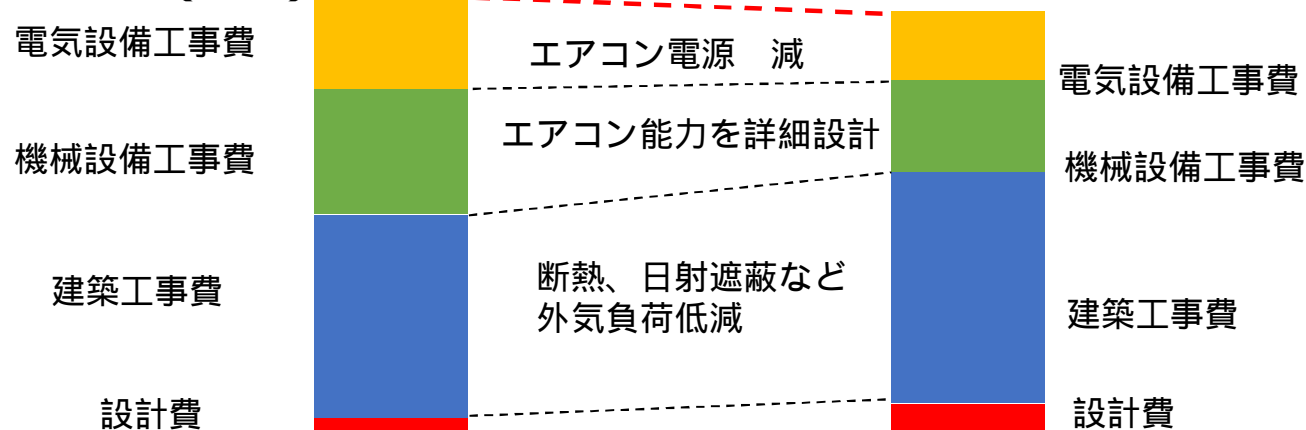 電気設備工事費
エアコン電源　減
電気設備工事費
エアコン能力を詳細設計
機械設備工事費
機械設備工事費
断熱、日射遮蔽など
外気負荷低減
建築工事費
建築工事費
設計費
設計費